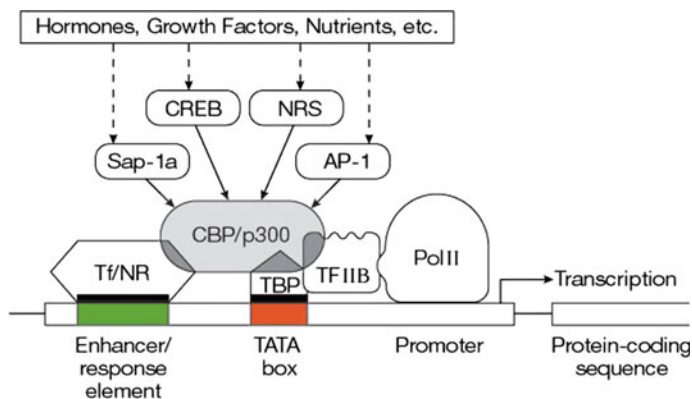 Hormones, Growth Factors, Nutrients, etc.
CREB
NRS
Sap-1a
AP-1
CBP/p300
Tf/NR
TBP
TFIIB
PolII
Transcription
Enhancer/
response
element
TATA
box
Promoter
Protein-coding
sequence